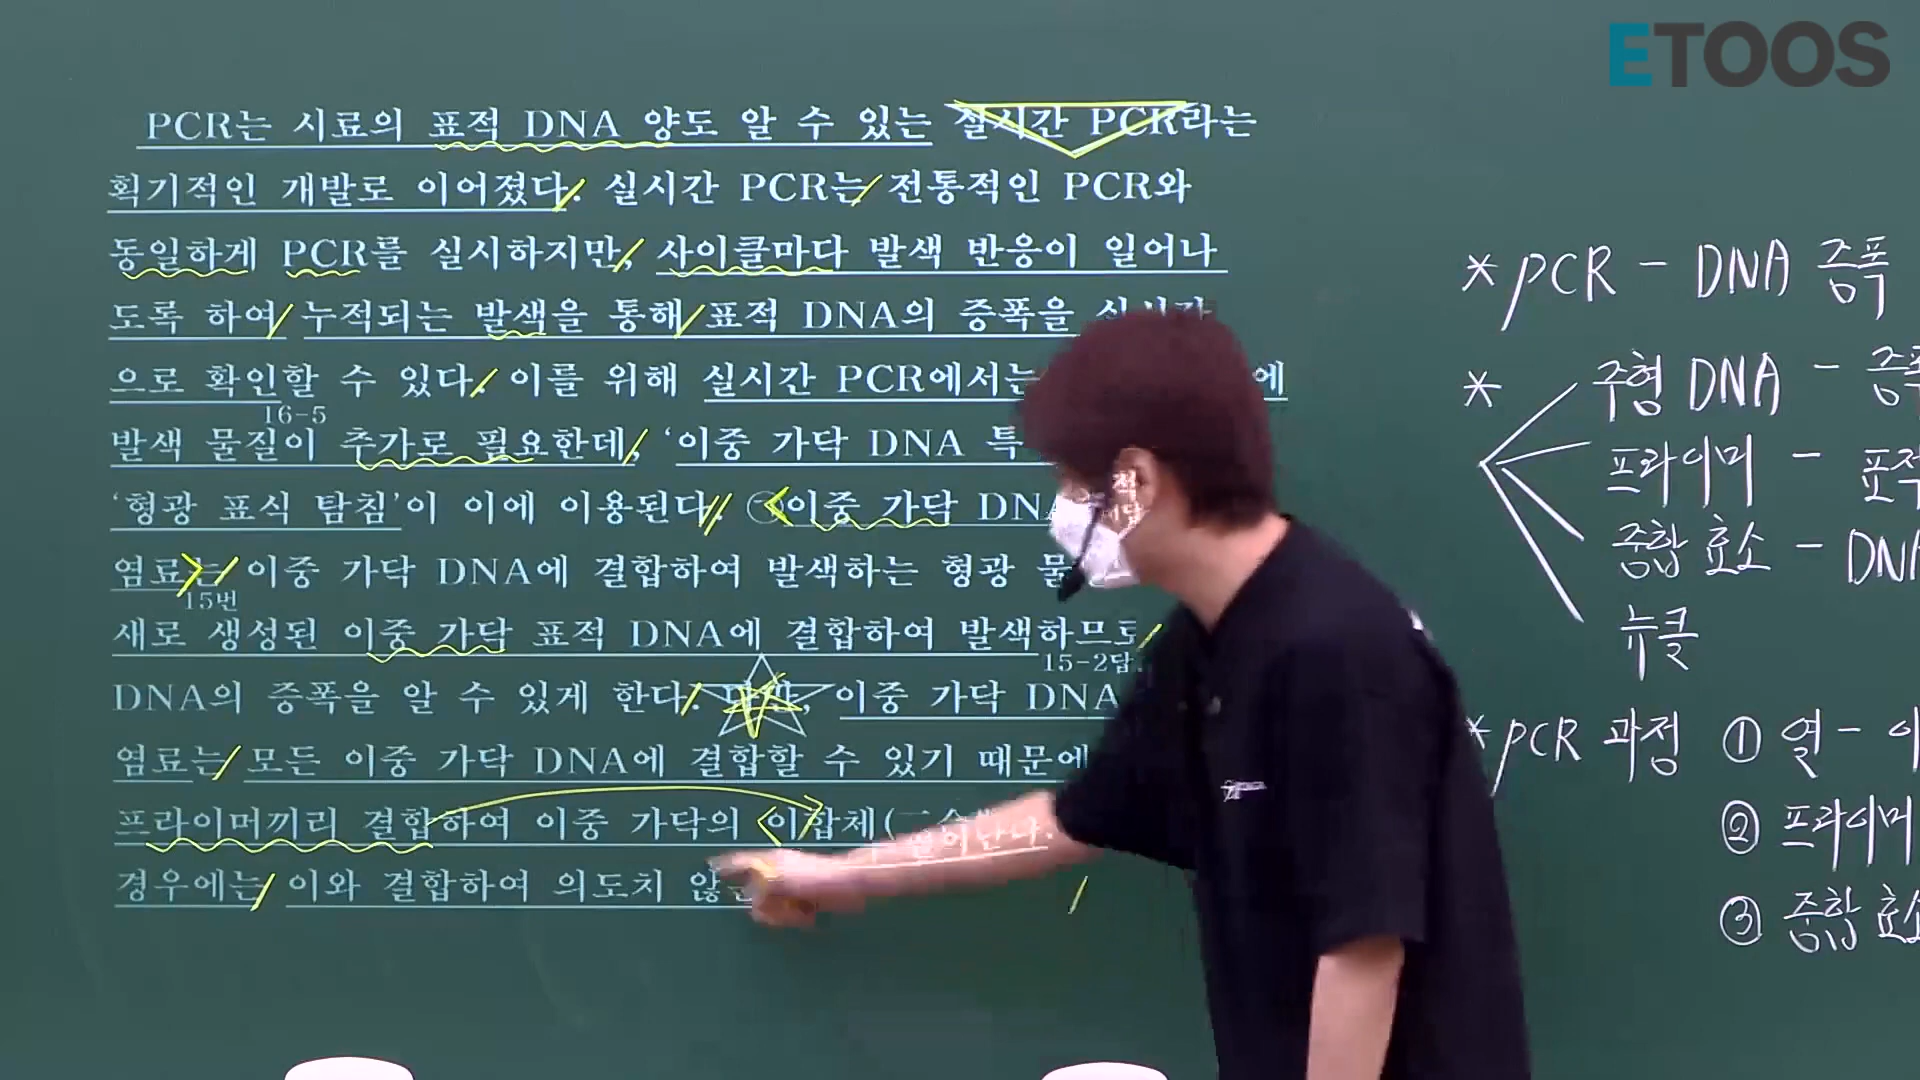 ETOOS
PCR는 시료의 표적 DNA 양도 알 수 있는 실시간 PCR라는
획기적인 개발로 이어졌다. 실시간 PCR는 전통적인 PCR와
동일하게 PCR를 실시하지만, 사이클마다 발색 반응이 일어나
도록 하여 누적되는 발색을 통해 표적 DNA의 증폭을 실시간
으로 확인할 수 있다. 이를 위해 실시간 PCR에서는 에
16-5
발색 물질이 추가로 필요한데, ‘이중 가닥 DNA 특
‘형광 표식 탐침’이 이에 이용된다. ㉠이중 가닥 DNA
염료는 이중 가닥 DNA에 결합하여 발색하는 형광 물
15번
새로 생성된 이중 가닥 표적 DNA에 결합하여 발색하므로
15-2답
DNA의 증폭을 알 수 있게 한다. 다만, 이중 가닥 DNA
염료는 모든 이중 가닥 DNA에 결합할 수 있기 때문에
프라이머끼리 결합하여 이중 가닥의 이합체(
경우에는 이와 결합하여 의도치 않은
* PCR - DNA 증폭
* 주형 DNA -
프라이머 - 표적
중합 효소 - DNA
뉴클
* PCR 과정 ① 열 -
② 프라이머
③ 중합 효소